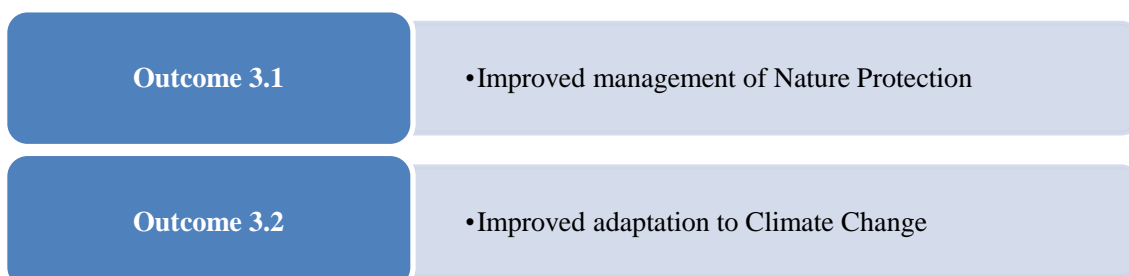 Outcome 3.1
•Improved management of Nature Protection
Outcome 3.2
•Improved adaptation to Climate Change